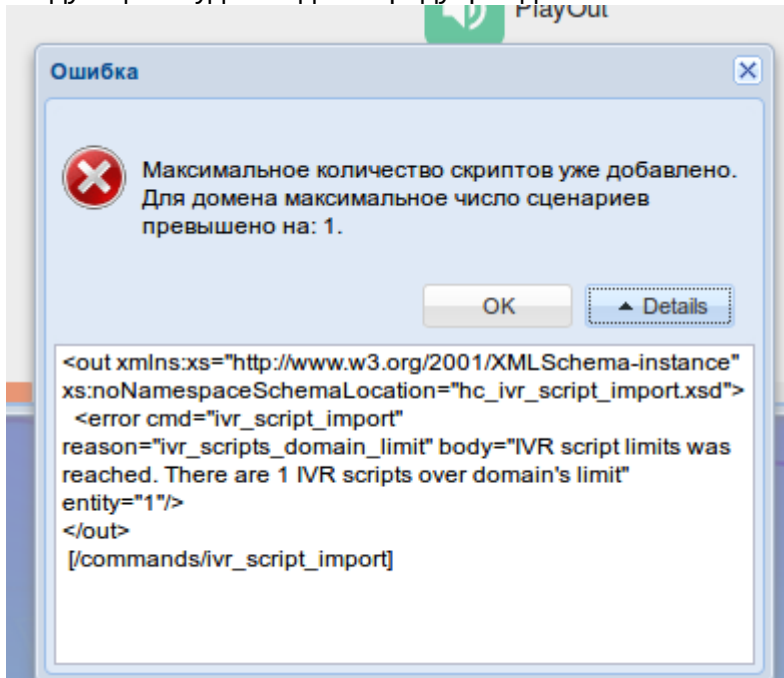 PlayOut
Ошибка
Максимальное количество скриптов уже добавлено.
Для домена максимальное число сценариев
превышено на: 1.
OK
Details
<out xmlns:xs="http://www.w3.org/2001/XMLSchema-instance"
xs:noNamespaceSchemaLocation="hc_ivr_script_import.xsd">
<error cmd="ivr_script_import"
reason="ivr_scripts_domain_limit" body="IVR script limits was
reached. There are 1 IVR scripts over domain's limit"
entity="1"/>
</out>
[/commands/ivr_script_import]